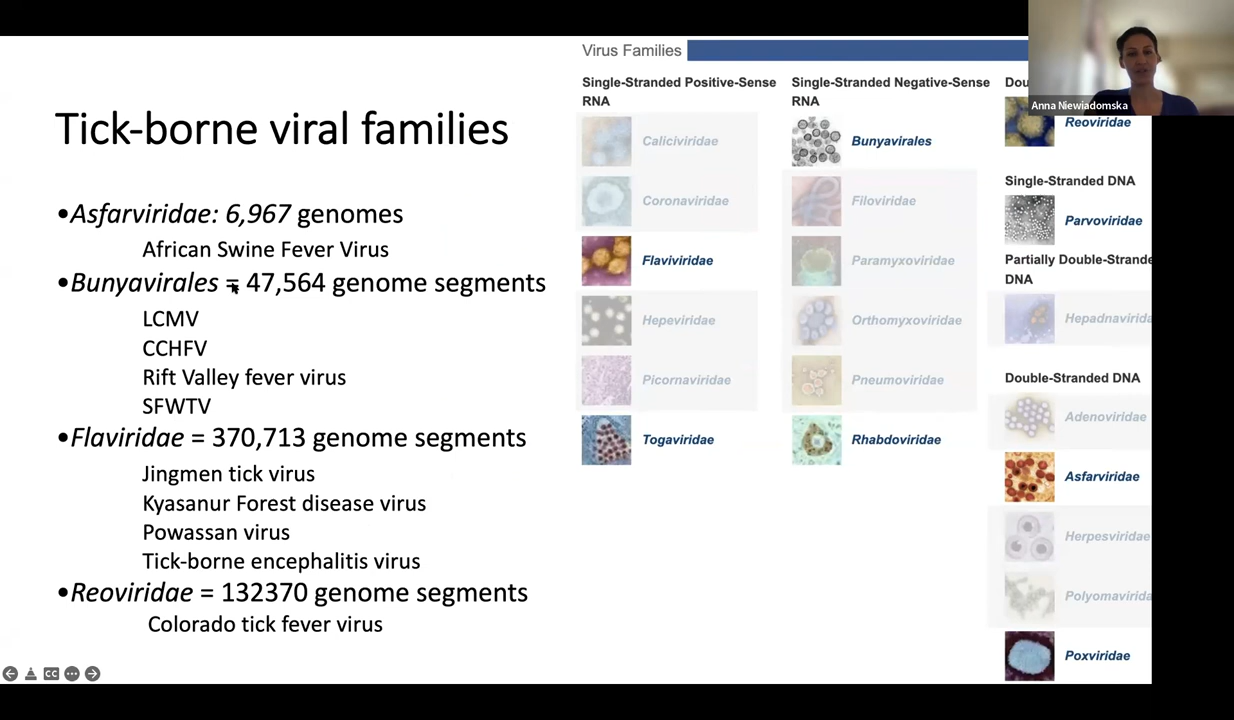 Tick-borne viral families
•Asfarviridae: 6,967 genomes
African Swine Fever Virus
•Bunyavirales = 47,564 genome segments
LCMV
CCHFV
Rift Valley fever virus
SFWTV
•Flaviridae = 370,713 genome segments
Jingmen tick virus
Kyasanur Forest disease virus
Powassan virus
Tick-borne encephalitis virus
•Reoviridae = 132370 genome segments
Colorado tick fever virus
CC
Virus Families
Single-Stranded Positive-Sense
RNA
Caliciviridae
Coronaviridae
Flaviviridae
Hepeviridae
Picornaviridae
Togaviridae
Single-Stranded Negative-Sense
RNA
Bunyavirales
Filoviridae
Paramyxoviridae
Orthomyxoviridae
Pneumoviridae
Rhabdoviridae
Dou
Reoviridae
Single-Stranded DNA
Parvoviridae
Partially Double-Strande
DNA
Hepadnavirida
Double-Stranded DNA
Adenoviridae
Asfarviridae
Herpesviridae
Polyomavirida
Poxviridae
Anna Niewiadomska